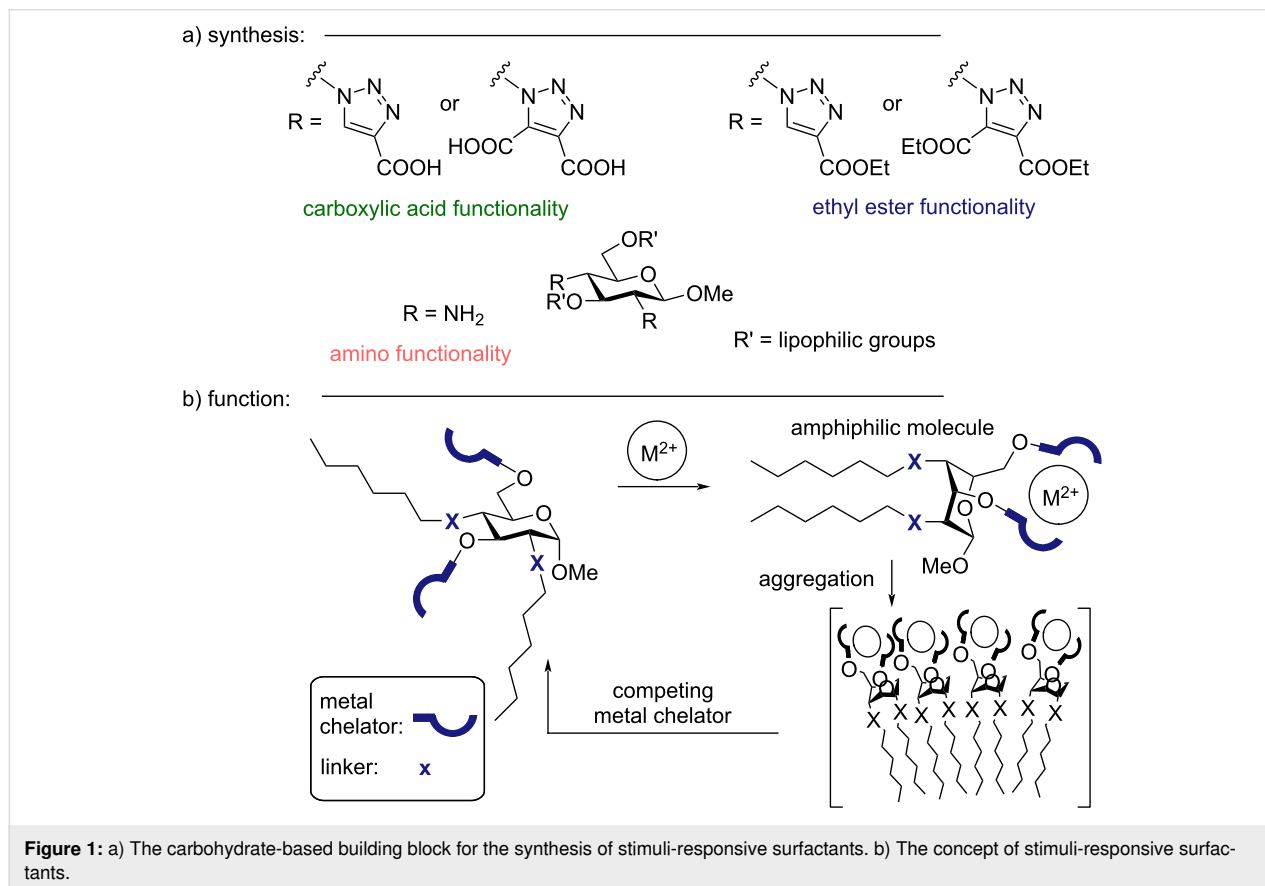 a) synthesis:
R =
N
N
N
COOH
or
N
N
N
HOOC
COOH
R =
N
N
N
COOEt
or
N
N
N
EtOOC
COOEt
carboxylic acid functionality
ethyl ester functionality
OR'
R
O
R'O
OMe
R
R = NH2
amino functionality
R' = lipophilic groups
b) function:
O
X
O
O
X
OMe
M2+
amphiphilic molecule
O
X
O
M2+
O
X
MeO
aggregation
O O O O
O O O O
X X X X X X X X
competing
metal chelator
metal
chelator:
linker: x
Figure 1: a) The carbohydrate-based building block for the synthesis of stimuli-responsive surfactants. b) The concept of stimuli-responsive surfac-
tants.